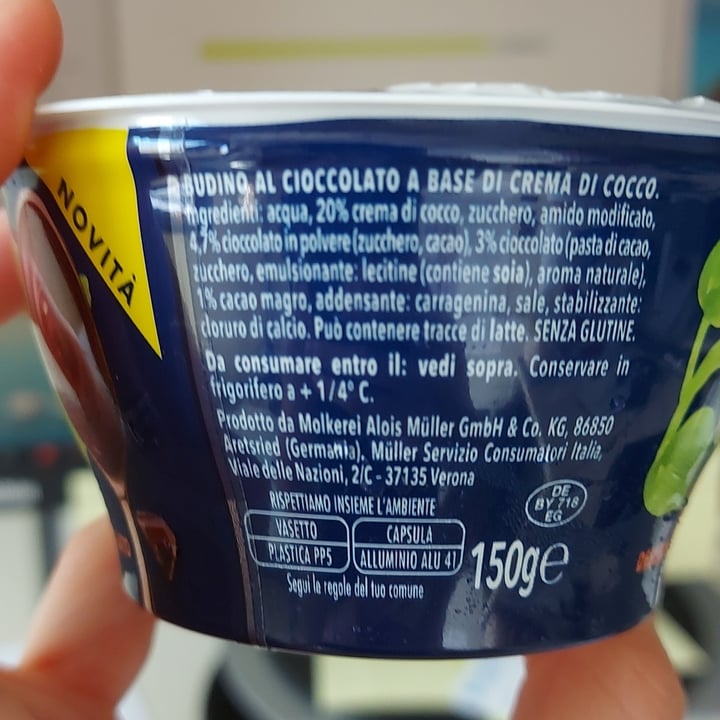 NOVITÀ
BUDINO AL CIOCCOLATO A BASE DI CREMA DI COCCO.
Ingredienti: acqua, 20% crema di cocco, zucchero, amido modificato,
4,7% cioccolato in polvere (zucchero, cacao), 3% cioccolato (pasta di cacao,
zucchero, emulsionante: lecitine (contiene soia), aroma naturale),
1% cacao magro, addensante: carragenina, sale, stabilizzante:
cloruro di calcio. Può contenere tracce di latte. SENZA GLUTINE.
Da consumare entro il: vedi sopra. Conservare in
frigorifero a + 1/4° C.
Prodotto da Molkerei Alois Müller GmbH & Co. KG, 86850
Aretsried (Germania). Müller Servizio Consumatori Italia,
Viale delle Nazioni, 2/C - 37135 Verona
RISPETTIAMO INSIEME L'AMBIENTE
VASETTO CAPSULA
PLASTICA PP5 ALLUMINIO ALU 41
Segui le regole del tuo comune
150g e
DE
BY 718
EG